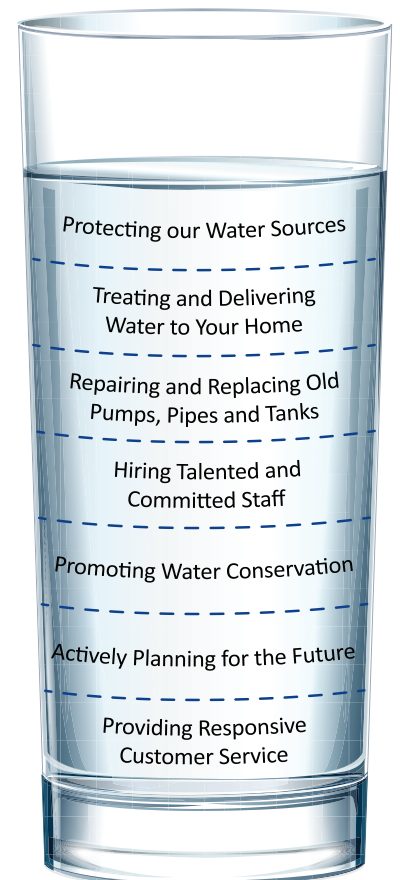 Protecting our Water Sources
Treating and Delivering
Water to Your Home
Repairing and Replacing Old
Pumps, Pipes and Tanks
Hiring Talented and
Committed Staff
Promoting Water Conservation
Actively Planning for the Future
Providing Responsive
Customer Service